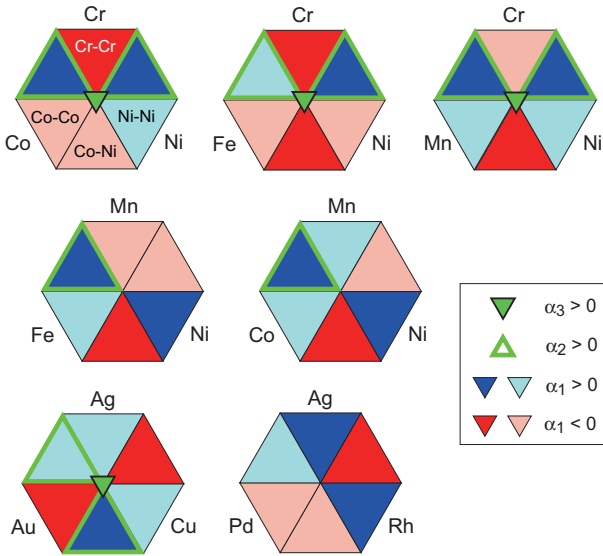 Cr
Cr
Cr
Cr-Cr
Co-Co
Ni-Ni
Co
Ni
Co-Ni
Fe
Ni
Mn
Ni
Mn
Mn
Fe
Ni
Co
Ni
α3 > 0
α2 > 0
α1 > 0
α1 < 0
Ag
Ag
Au
Cu
Pd
Rh